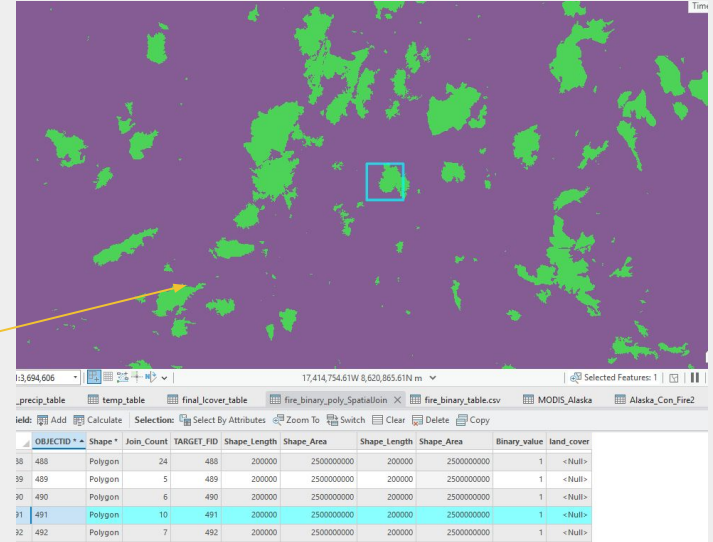 Time
1:3,694,606 17,414,754.61W 8,620,865.61N m Selected Features: 1
_precip_table temp_table final_lcover_table fire_binary_poly_SpatialJoin fire_binary_table.csv MODIS_Alaska Alaska_Con_Fire2
ield: Add Calculate Selection: Select By Attributes Zoom To Switch Clear Delete Copy
OBJECTID * Shape * Join_Count TARGET_FID Shape_Length Shape_Area Shape_Length Shape_Area Binary_value land_cover
88 488 Polygon 24 488 200000 2500000000 200000 2500000000 1 <Null>
89 489 Polygon 5 489 200000 2500000000 200000 2500000000 1 <Null>
90 490 Polygon 6 490 200000 2500000000 200000 2500000000 1 <Null>
91 491 Polygon 10 491 200000 2500000000 200000 2500000000 1 <Null>
92 492 Polygon 7 492 200000 2500000000 200000 2500000000 1 <Null>